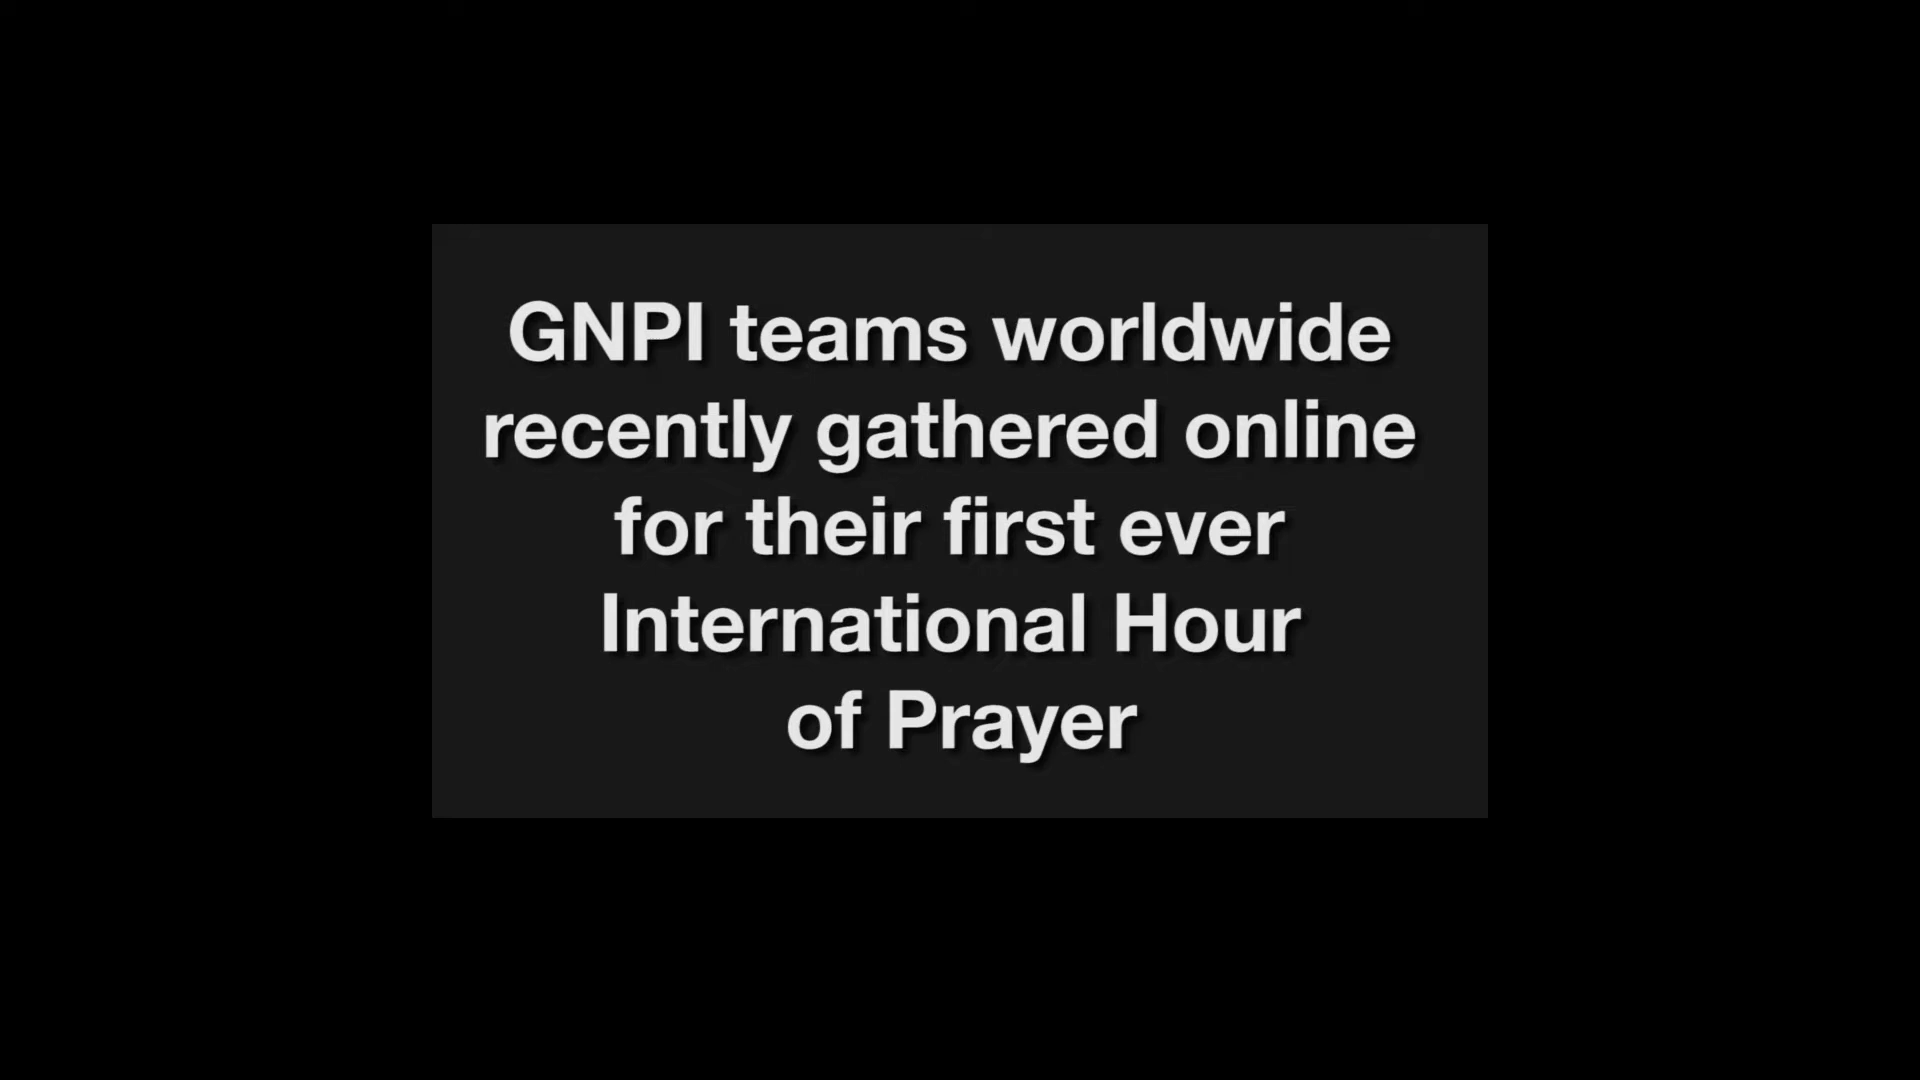 GNPI teams worldwide
recently gathered online
for their first ever
International Hour
of Prayer